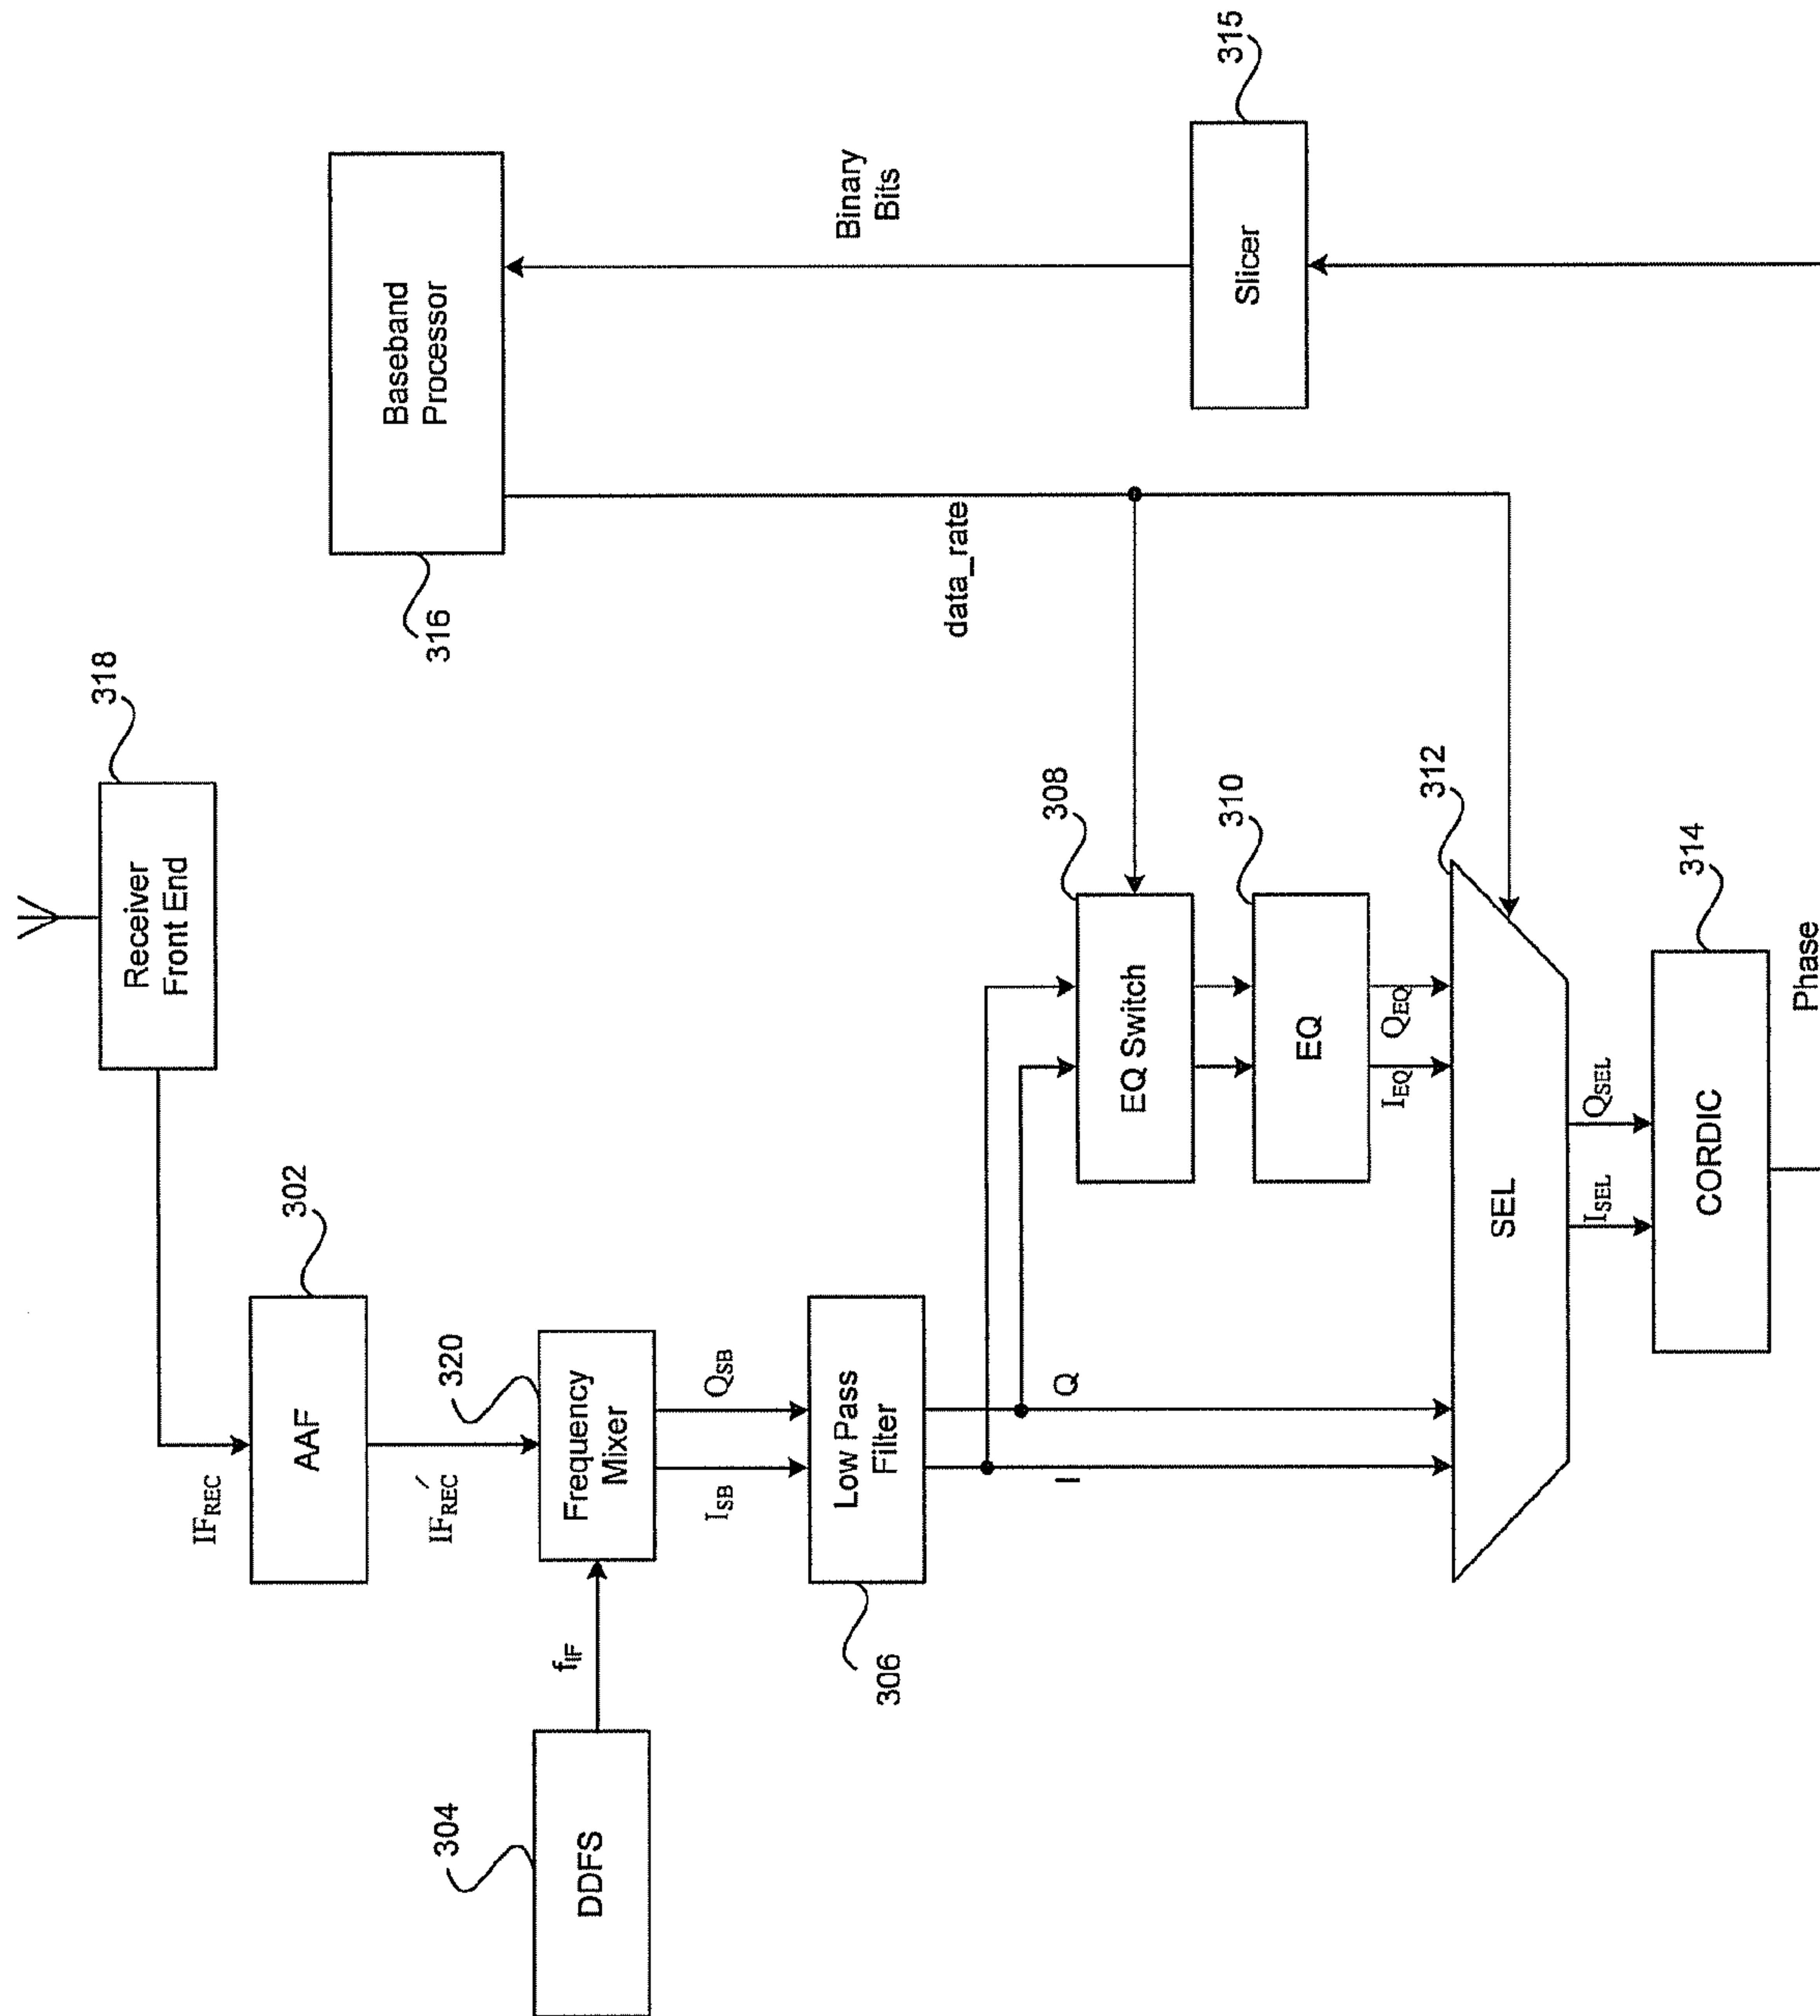 318
Receiver
Front End
IF_REC
302
AAF
IF_REC′
304
DDFS
f_IF
320
Frequency
Mixer
I_SB
Q_SB
306
Low Pass
Filter
I
Q
308
EQ Switch
310
EQ
I_EQ
Q_EQ
312
SEL
I_SEL
Q_SEL
314
CORDIC
Phase
315
Slicer
Binary
Bits
316
Baseband
Processor
data_rate